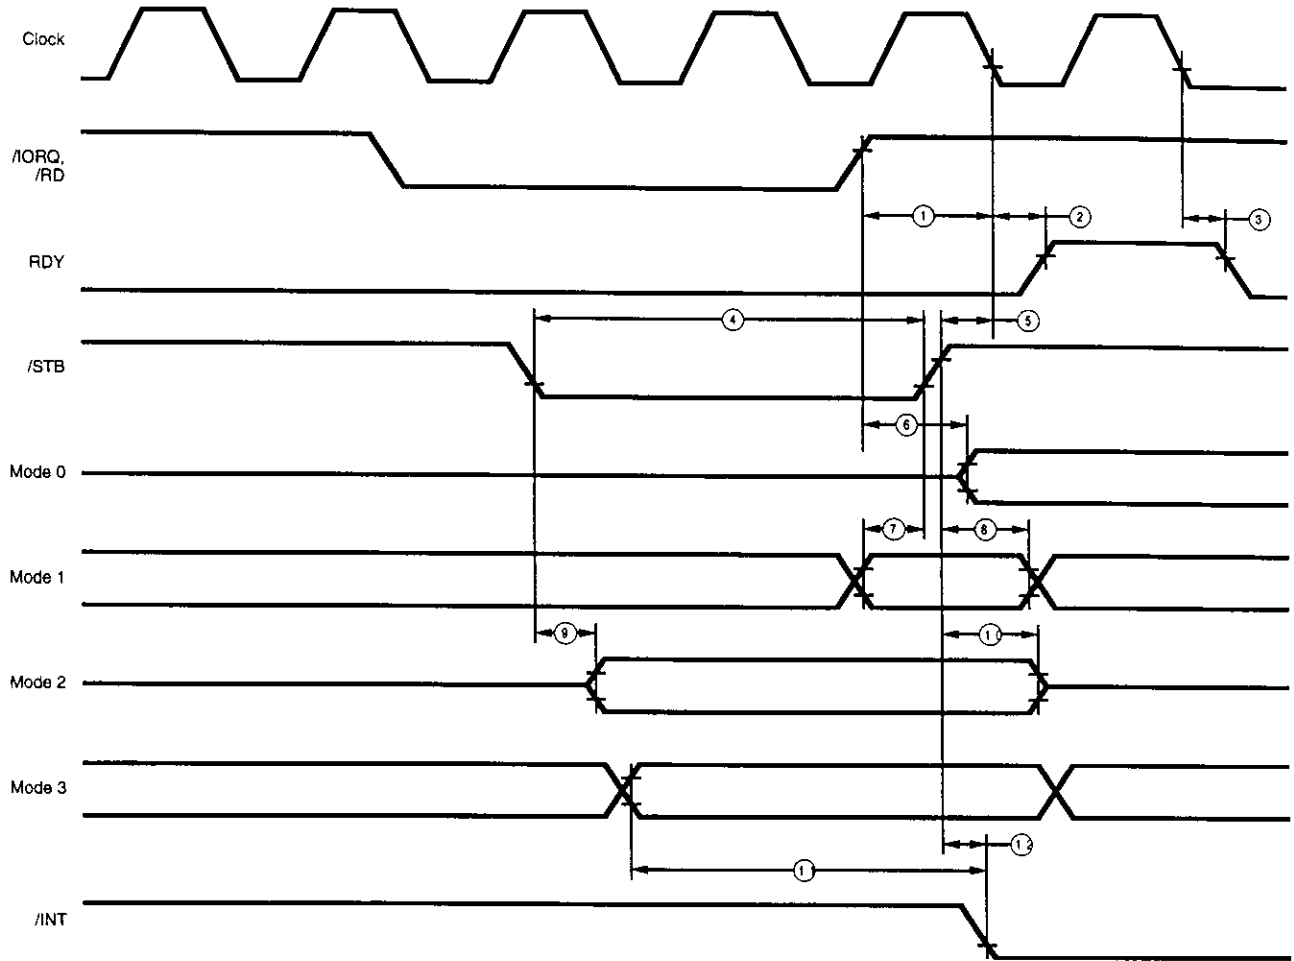 Clock
/IORQ,
/RD
1
2
3
RDY
4
5
/STB
6
Mode 0
7
8
Mode 1
9
10
Mode 2
Mode 3
12
11
/INT